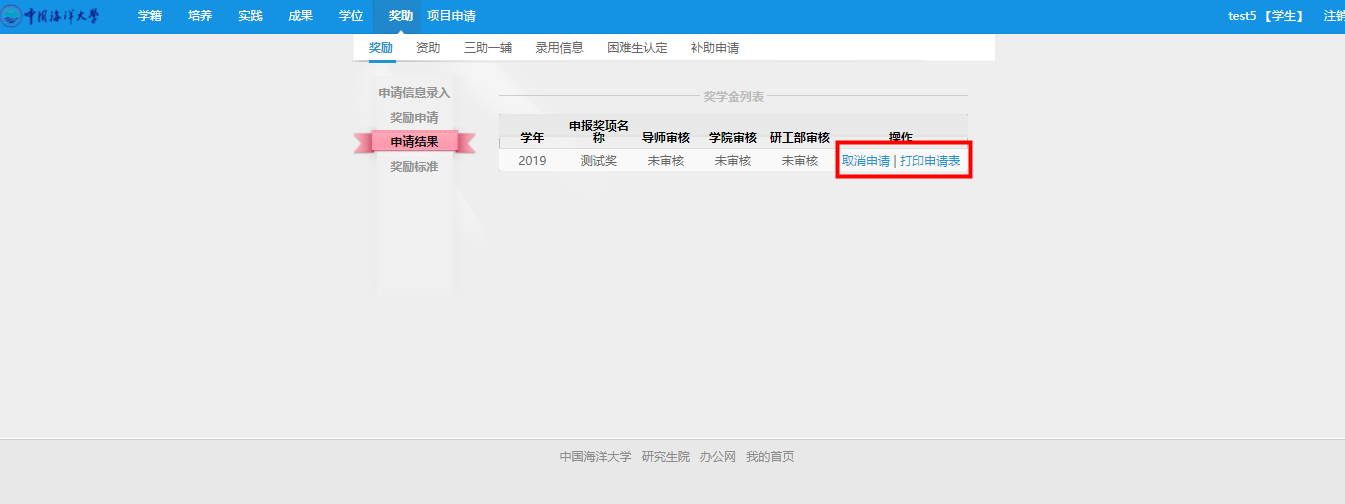 中国海洋大学 学籍 培养 实践 成果 学位 奖助 项目申请 test5 【学生】 注销
奖励 资助 三助一辅 录用信息 困难生认定 补助申请
申请信息录入
奖励申请
申请结果
奖励标准
奖学金列表
学年 申报奖项名称 导师审核 学院审核 研工部审核 操作
2019 测试奖 未审核 未审核 未审核 取消申请 | 打印申请表
中国海洋大学 研究生院 办公网 我的首页